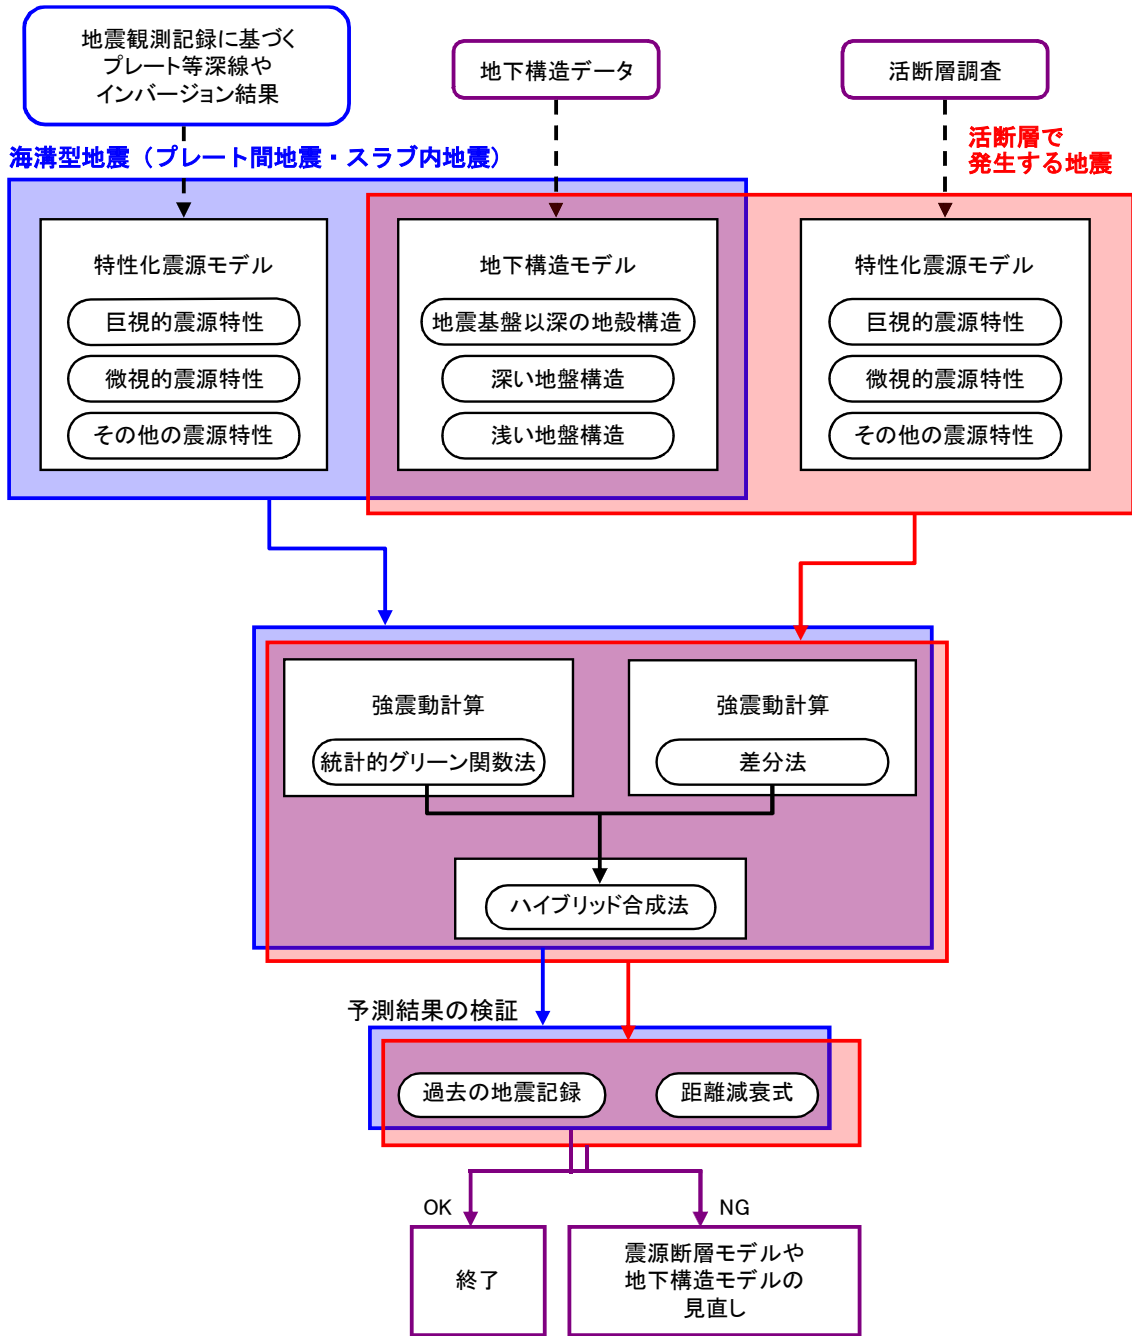 地震観測記録に基づく
プレート等深線や
インバージョン結果
地下構造データ
活断層調査
海溝型地震（プレート間地震・スラブ内地震）
活断層で
発生する地震
特性化震源モデル
巨視的震源特性
微視的震源特性
その他の震源特性
地下構造モデル
地震基盤以深の地殻構造
深い地盤構造
浅い地盤構造
特性化震源モデル
巨視的震源特性
微視的震源特性
その他の震源特性
強震動計算
統計的グリーン関数法
強震動計算
差分法
ハイブリッド合成法
予測結果の検証
過去の地震記録
距離減衰式
OK
NG
終了
震源断層モデルや
地下構造モデルの
見直し